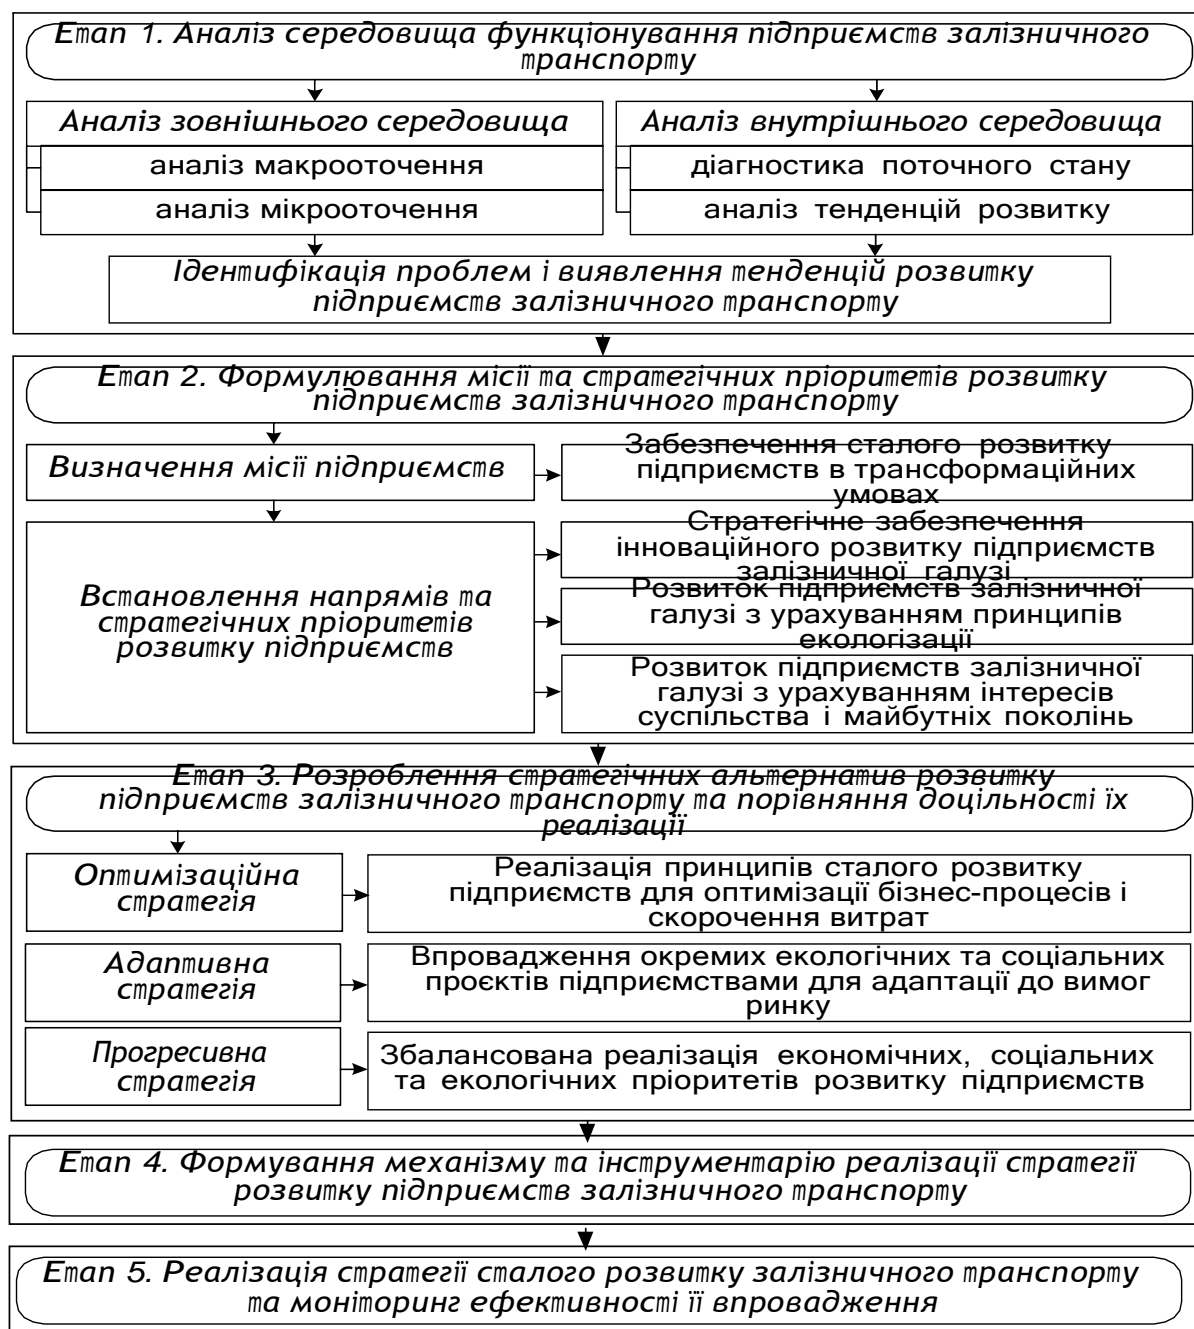 Етап 1. Аналіз середовища функціонування підприємств залізничного
транспорту
Аналіз зовнішнього середовища
аналіз макрооточення
аналіз мікрооточення
Аналіз внутрішнього середовища
діагностика поточного стану
аналіз тенденцій розвитку
Ідентифікація проблем і виявлення тенденцій розвитку
підприємств залізничного транспорту
Етап 2. Формулювання місії та стратегічних пріоритетів розвитку
підприємств залізничного транспорту
Визначення місії підприємств
Забезпечення сталого розвитку
підприємств в трансформаційних
умовах
Встановлення напрямів та
стратегічних пріоритетів
розвитку підприємств
Стратегічне забезпечення
інноваційного розвитку підприємств
залізничної галузі
Розвиток підприємств залізничної
галузі з урахуванням принципів
екологізації
Розвиток підприємств залізничної
галузі з урахуванням інтересів
суспільства і майбутніх поколінь
Етап 3. Розроблення стратегічних альтернатив розвитку
підприємств залізничного транспорту та порівняння доцільності їх
реалізації
Оптимізаційна
стратегія
Реалізація принципів сталого розвитку
підприємств для оптимізації бізнес-процесів і
скорочення витрат
Адаптивна
стратегія
Впровадження окремих екологічних та соціальних
проєктів підприємствами для адаптації до вимог
ринку
Прогресивна
стратегія
Збалансована реалізація економічних, соціальних
та екологічних пріоритетів розвитку підприємств
Етап 4. Формування механізму та інструментарію реалізації стратегії
розвитку підприємств залізничного транспорту
Етап 5. Реалізація стратегії сталого розвитку залізничного транспорту
та моніторинг ефективності її впровадження